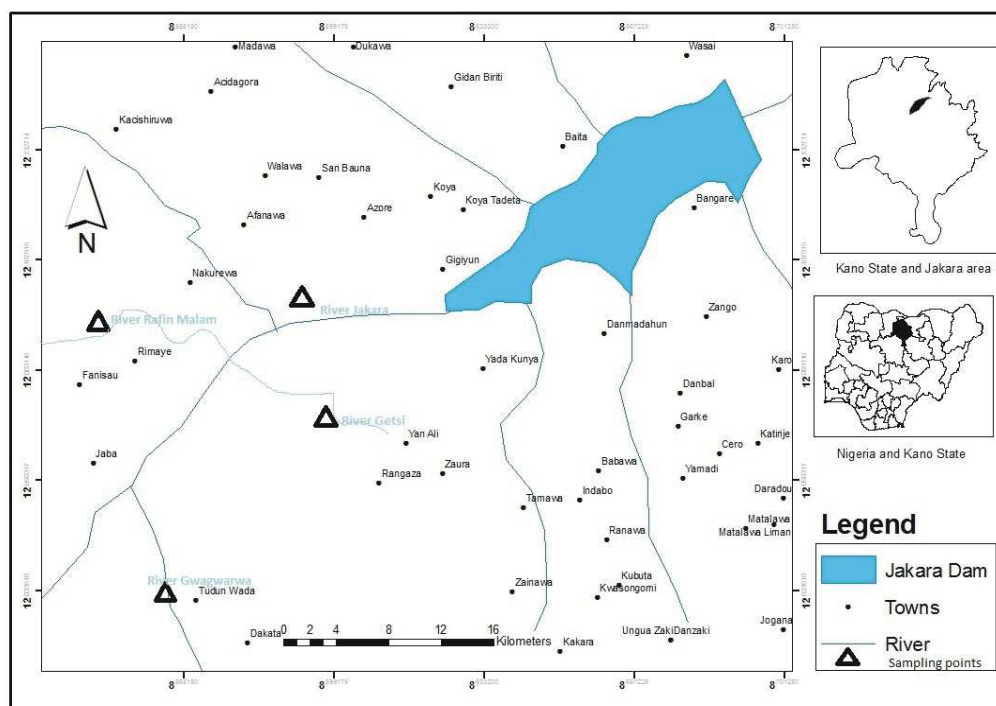 Madawa
Dukawa
Wasai
Acidagora
Gidan Biriti
Kacishiruwa
Baita
Walawa
San Bauna
Koya
Koya Tadeta
Azore
Afanawa
Bangare
N
Gigiyun
Kano State and Jakara area
Nakurewa
River Jakara
River Rafin Malam
Zango
Danmadahun
Rimaye
Yada Kunya
Karo
Fanisau
Danbal
River Getsi
Garke
Yan Ali
Katirije
Cero
Nigeria and Kano State
Jaba
Zaura
Babawa
Rangaza
Yamadi
Indabo
Daradou
Tamawa
Matalawa
Matalawa Liman
Legend
Ranawa
Jakara Dam
River Gwagwarwa
Kubuta
Tudun Wada
Zainawa
Kwasongomi
Towns
Jogana
Dakata
0 1 2 4 8 12 16
Kilometers
Kakara
Ungua Zaki
Danzaki
River
Sampling points